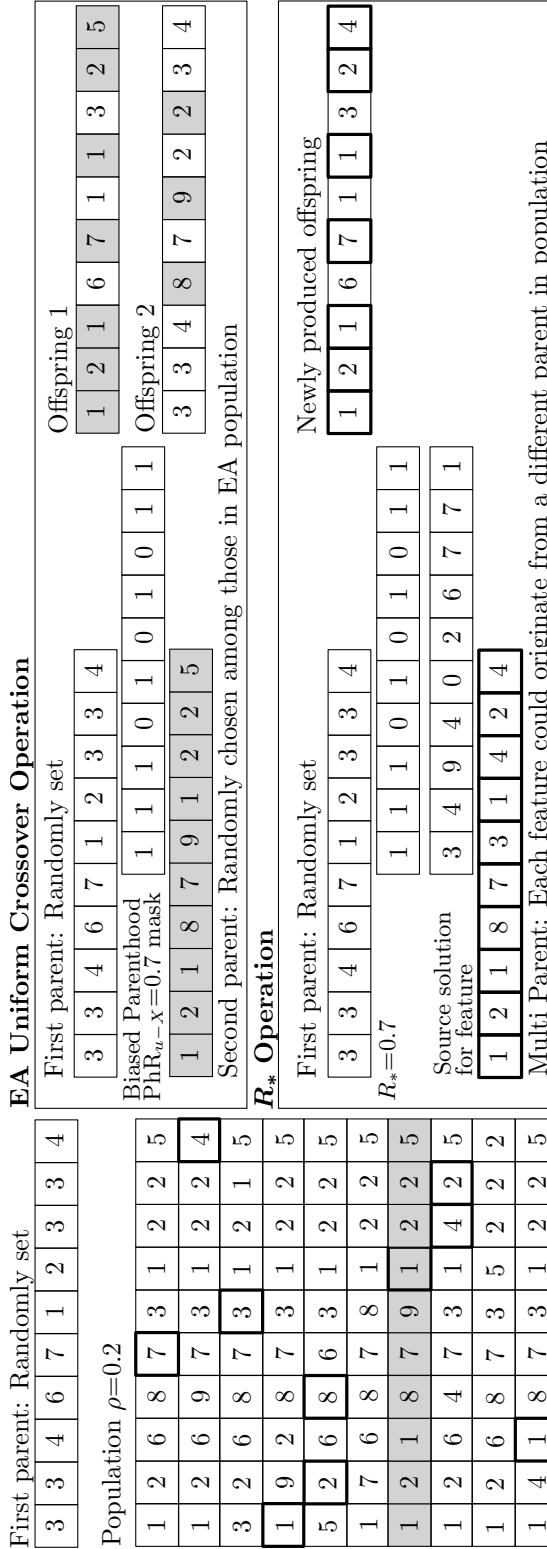 First parent: Randomly set
3 3 4 6 7 1 2 3 3 4
Population ρ=0.2
1 2 6 8 7 3 1 2 2 5
1 2 6 9 7 3 1 2 2 4
3 2 6 8 7 3 1 2 1 5
1 9 2 8 7 3 1 2 2 5
5 2 6 8 6 3 1 2 2 5
1 7 6 8 7 8 1 2 2 5
1 2 1 8 7 9 1 2 2 5
1 2 6 4 7 3 1 4 2 5
1 2 6 8 7 3 5 2 2 2
1 4 1 8 7 3 1 2 2 5
EA Uniform Crossover Operation
First parent: Randomly set
3 3 4 6 7 1 2 3 3 4
Biased Parenthood
PhR_{u−X}=0.7 mask
1 1 1 0 1 0 1 0 1 1
1 2 1 8 7 9 1 2 2 5
Second parent: Randomly chosen among those in EA population
Offspring 1
1 2 1 6 7 1 1 3 2 5
Offspring 2
3 3 4 8 7 9 2 2 3 4
R_* Operation
First parent: Randomly set
3 3 4 6 7 1 2 3 3 4
R_*=0.7
1 1 1 0 1 0 1 0 1 1
Source solution
for feature
3 4 9 4 0 2 6 7 7 1
1 2 1 8 7 3 1 4 2 4
Multi Parent: Each feature could originate from a different parent in population
Newly produced offspring
1 2 1 6 7 1 1 3 2 4